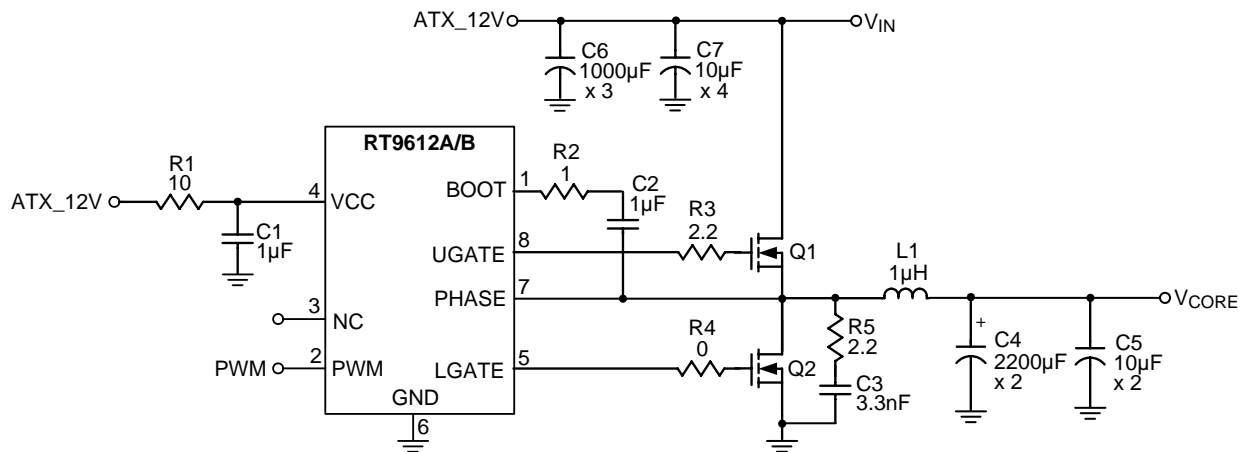 ATX_12V
VIN
C6
1000µF
x 3
C7
10µF
x 4
RT9612A/B
R1
10
ATX_12V
4
VCC
C1
1µF
3
NC
PWM
2
PWM
GND
6
BOOT
1
R2
1
C2
1µF
UGATE
8
R3
2.2
Q1
PHASE
7
LGATE
5
R4
0
Q2
R5
2.2
C3
3.3nF
L1
1µH
VCORE
+
C4
2200µF
x 2
C5
10µF
x 2